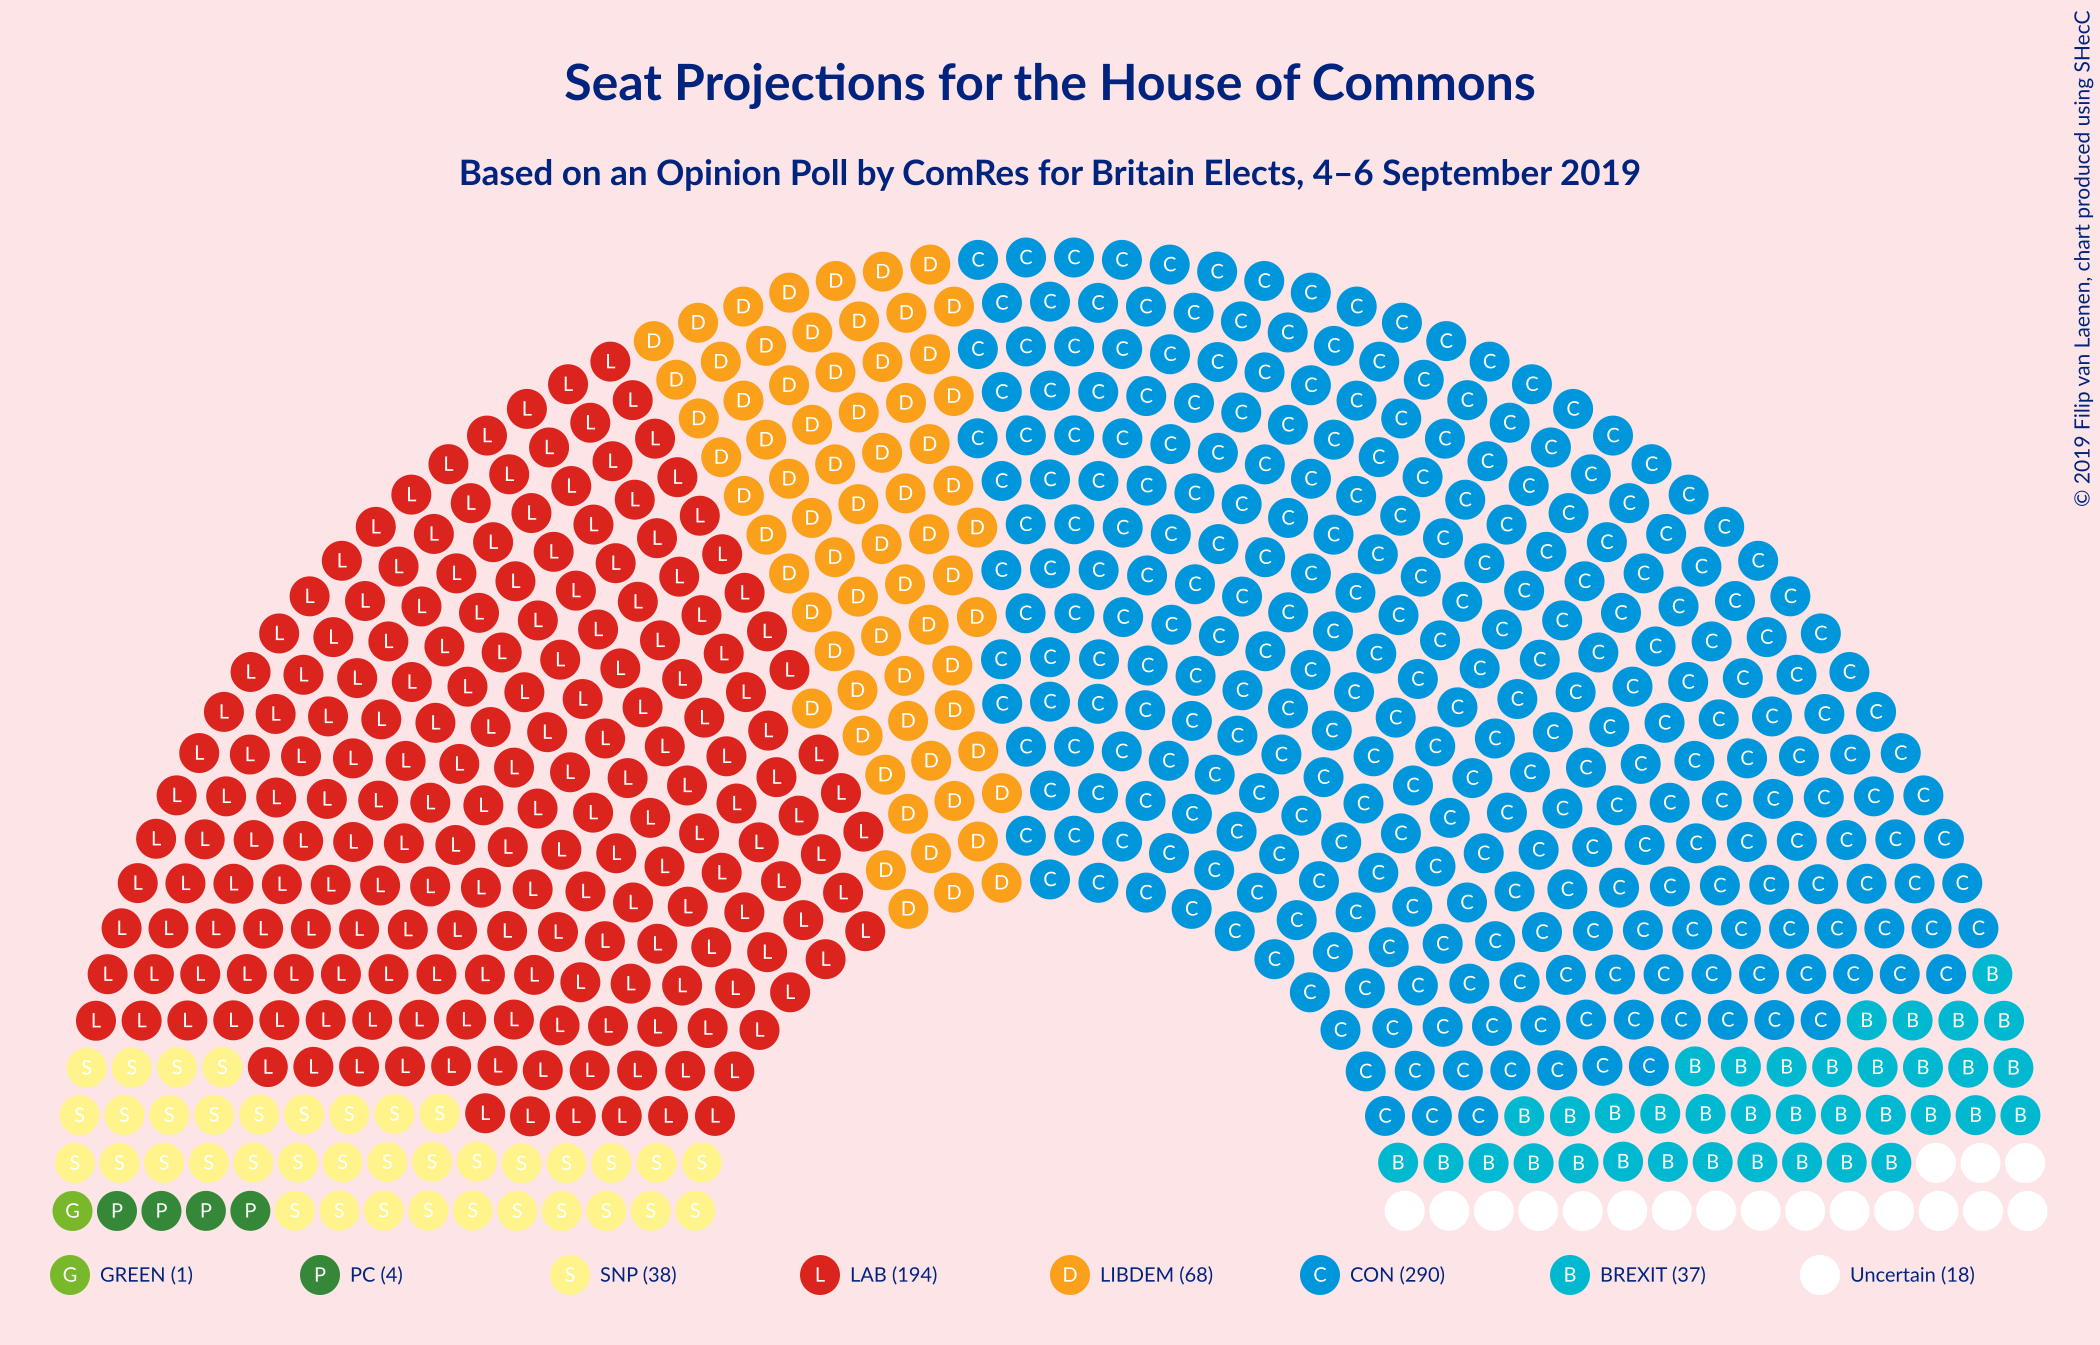 Seat Projections for the House of Commons
Based on an Opinion Poll by ComRes for Britain Elects, 4–6 September 2019
© 2019 Filip van Laenen, chart produced using SHecC
G GREEN (1)
P PC (4)
S SNP (38)
L LAB (194)
D LIBDEM (68)
C CON (290)
B BREXIT (37)
Uncertain (18)